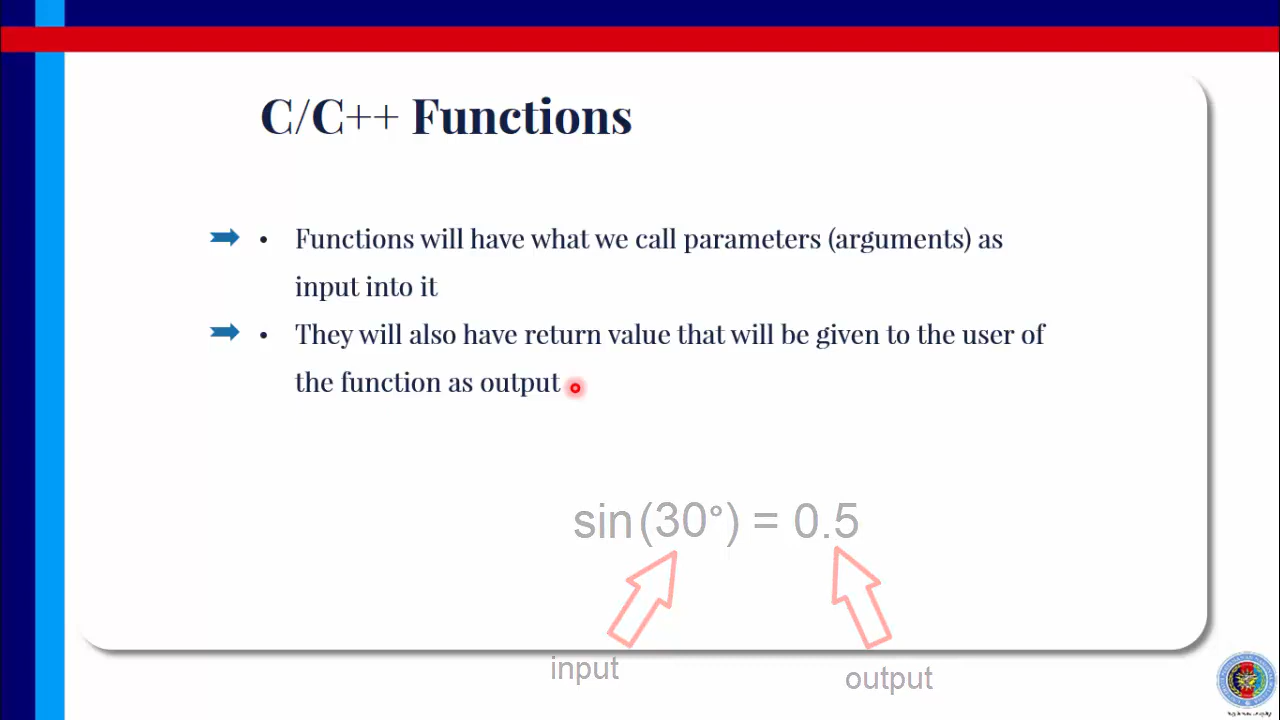 C/C++ Functions
• Functions will have what we call parameters (arguments) as
input into it
• They will also have return value that will be given to the user of
the function as output
sin(30°) = 0.5
input
output